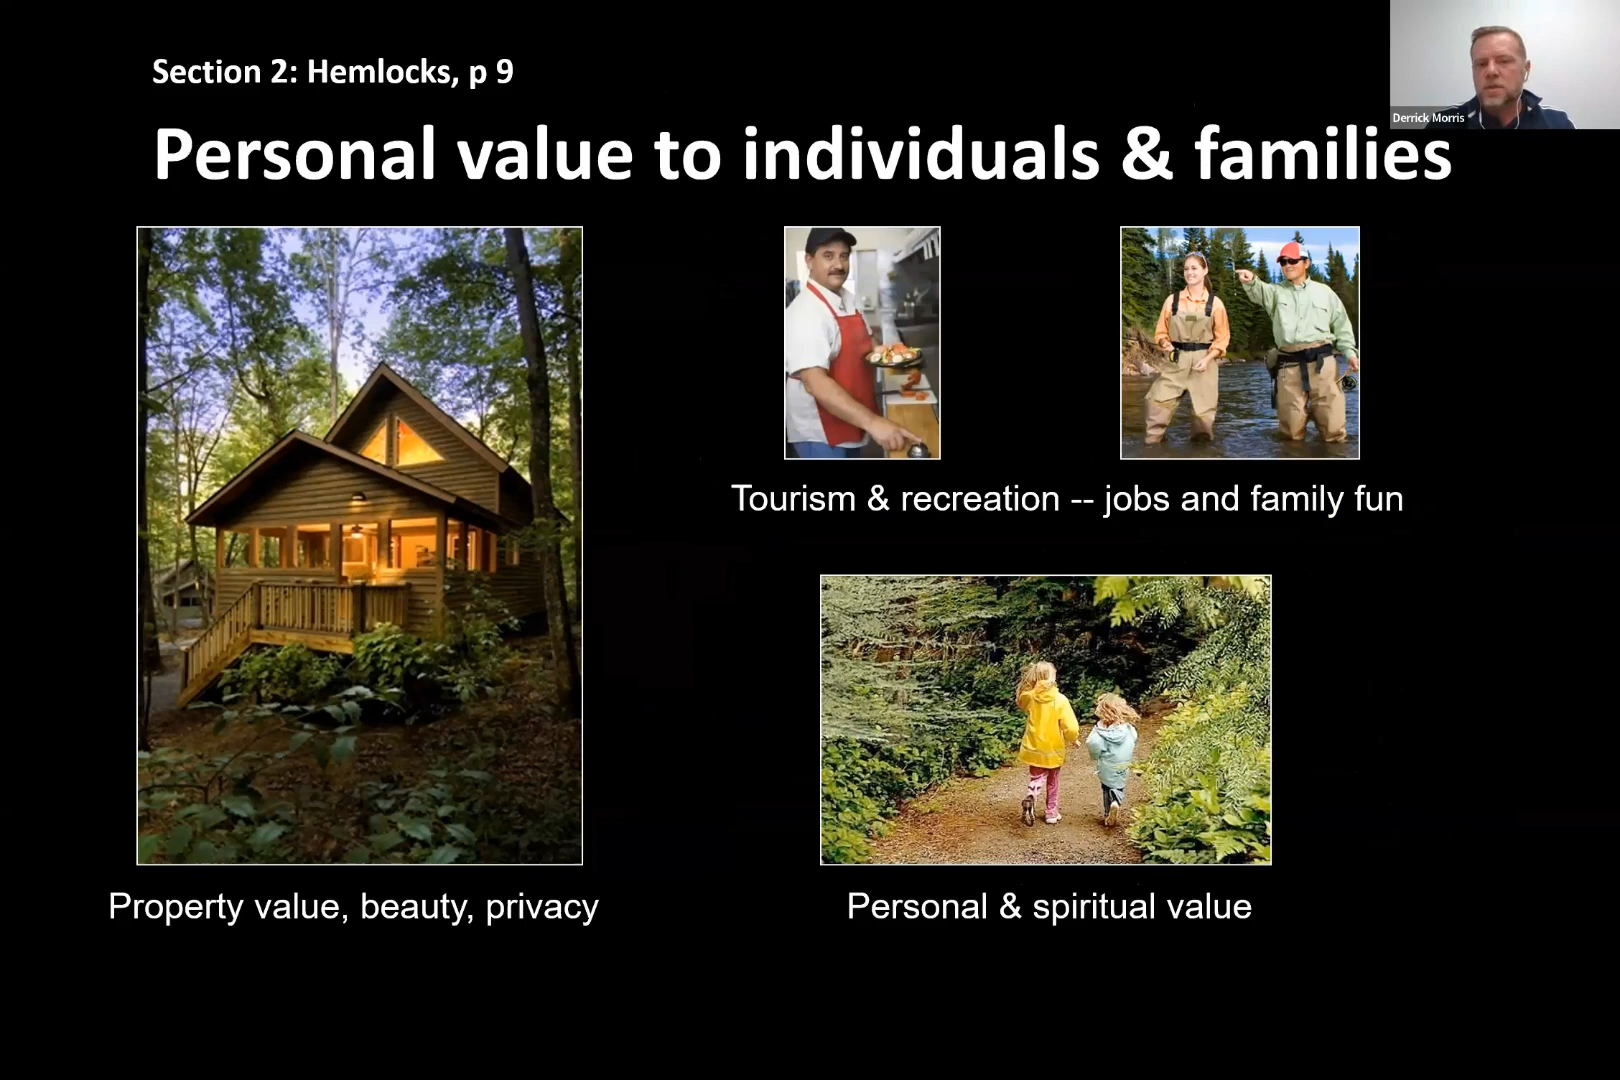 Section 2: Hemlocks, p 9
Derrick Morris
Personal value to individuals & families
Tourism & recreation -- jobs and family fun
Property value, beauty, privacy
Personal & spiritual value